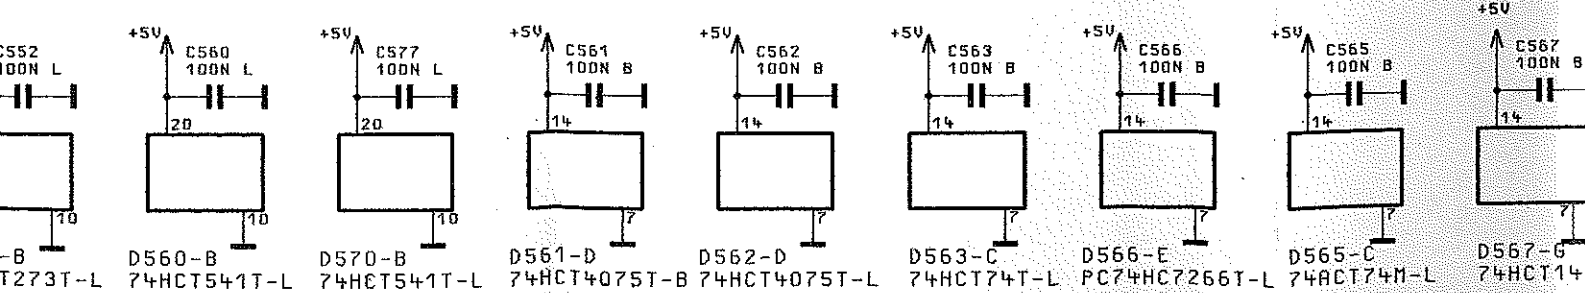 C552
100N L
+5V
C560
100N L
20
10
D560-B
74HCT541T-L
+5V
C577
100N L
20
10
D570-B
74HCT541T-L
+5V
C561
100N B
14
7
D561-D
74HCT4075T-B
+5V
C562
100N B
14
7
D562-D
74HCT4075T-L
+5V
C563
100N B
14
7
D563-C
74HCT74T-L
+5V
C566
100N B
14
7
D566-E
PC74HC7266T-L
+5V
C565
100N B
14
7
D565-C
74ACT74M-L
+5V
C567
100N B
14
7
D567-G
74HCT14
10
-B
T273T-L